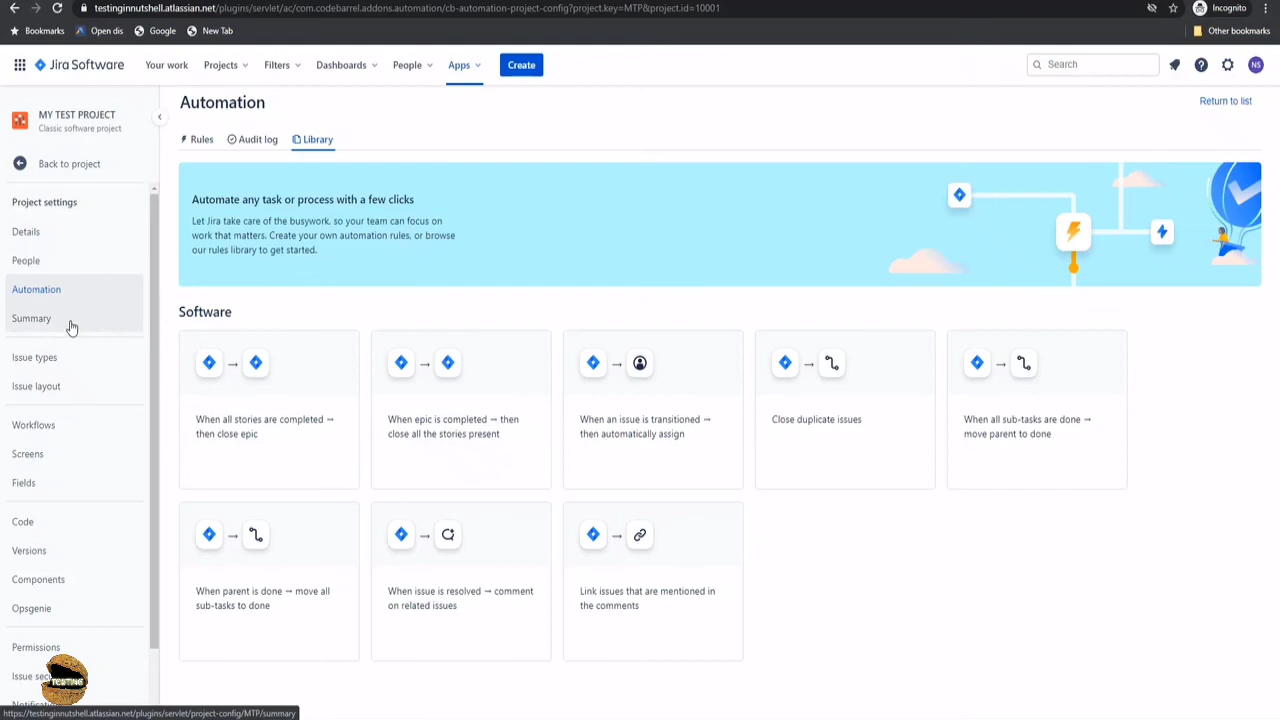 testinginnutshell.atlassian.net/plugins/servlet/ac/com.codebarrel.addons.automation/cb-automation-project-config?project.key=MTP&project.id=10001
Incognito
Bookmarks
Open dis
Google
New Tab
Other bookmarks
Jira Software
Your work
Projects
Filters
Dashboards
People
Apps
Create
Search
NS
MY TEST PROJECT
Classic software project
Back to project
Project settings
Details
People
Automation
Summary
Issue types
Issue layout
Workflows
Screens
Fields
Code
Versions
Components
Opsgenie
Permissions
Issue
TESTING
https://testinginnutshell.atlassian.net/plugins/servlet/project-config/MTP/summary
Automation
Return to list
Rules
Audit log
Library
Automate any task or process with a few clicks
Let Jira take care of the busywork, so your team can focus on
work that matters. Create your own automation rules, or browse
our rules library to get started.
Software
When all stories are completed →
then close epic
When epic is completed → then
close all the stories present
When an issue is transitioned →
then automatically assign
Close duplicate issues
When all sub-tasks are done →
move parent to done
When parent is done → move all
sub-tasks to done
When issue is resolved → comment
on related issues
Link issues that are mentioned in
the comments